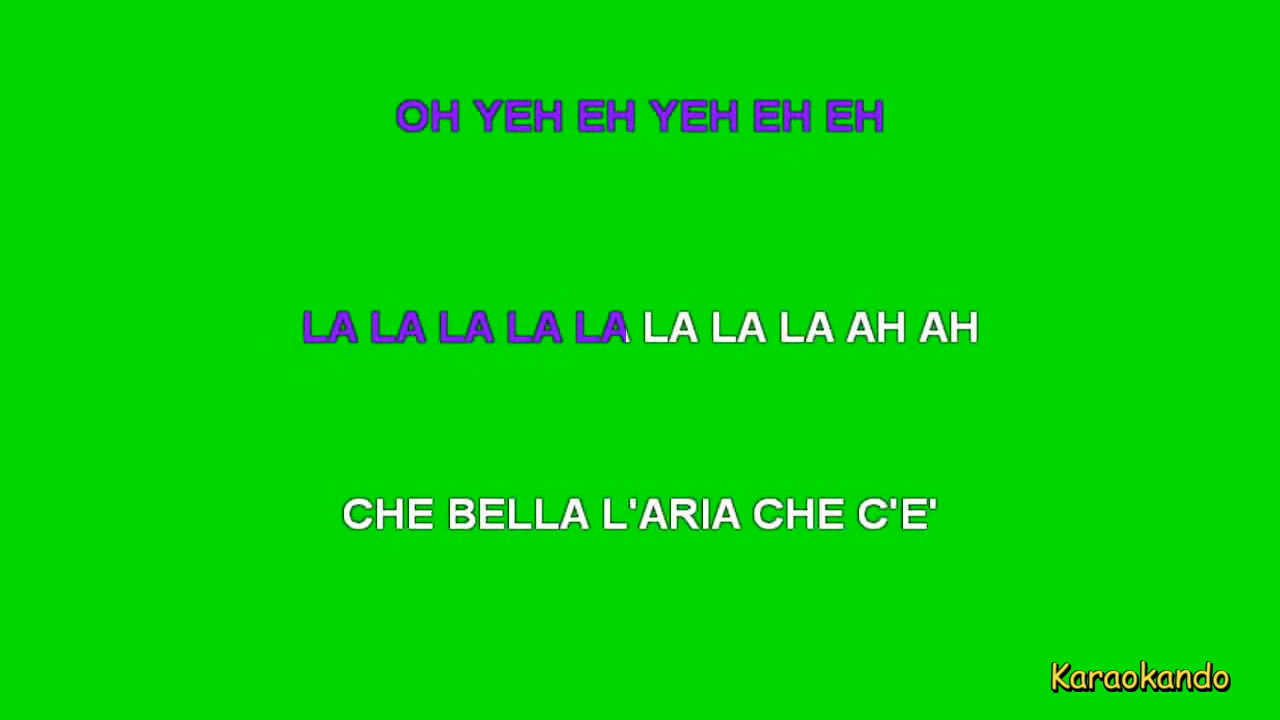 OH YEH EH YEH EH EH
LA LA LA LA LA LA LA LA AH AH
CHE BELLA L'ARIA CHE C'E'
Karaokando